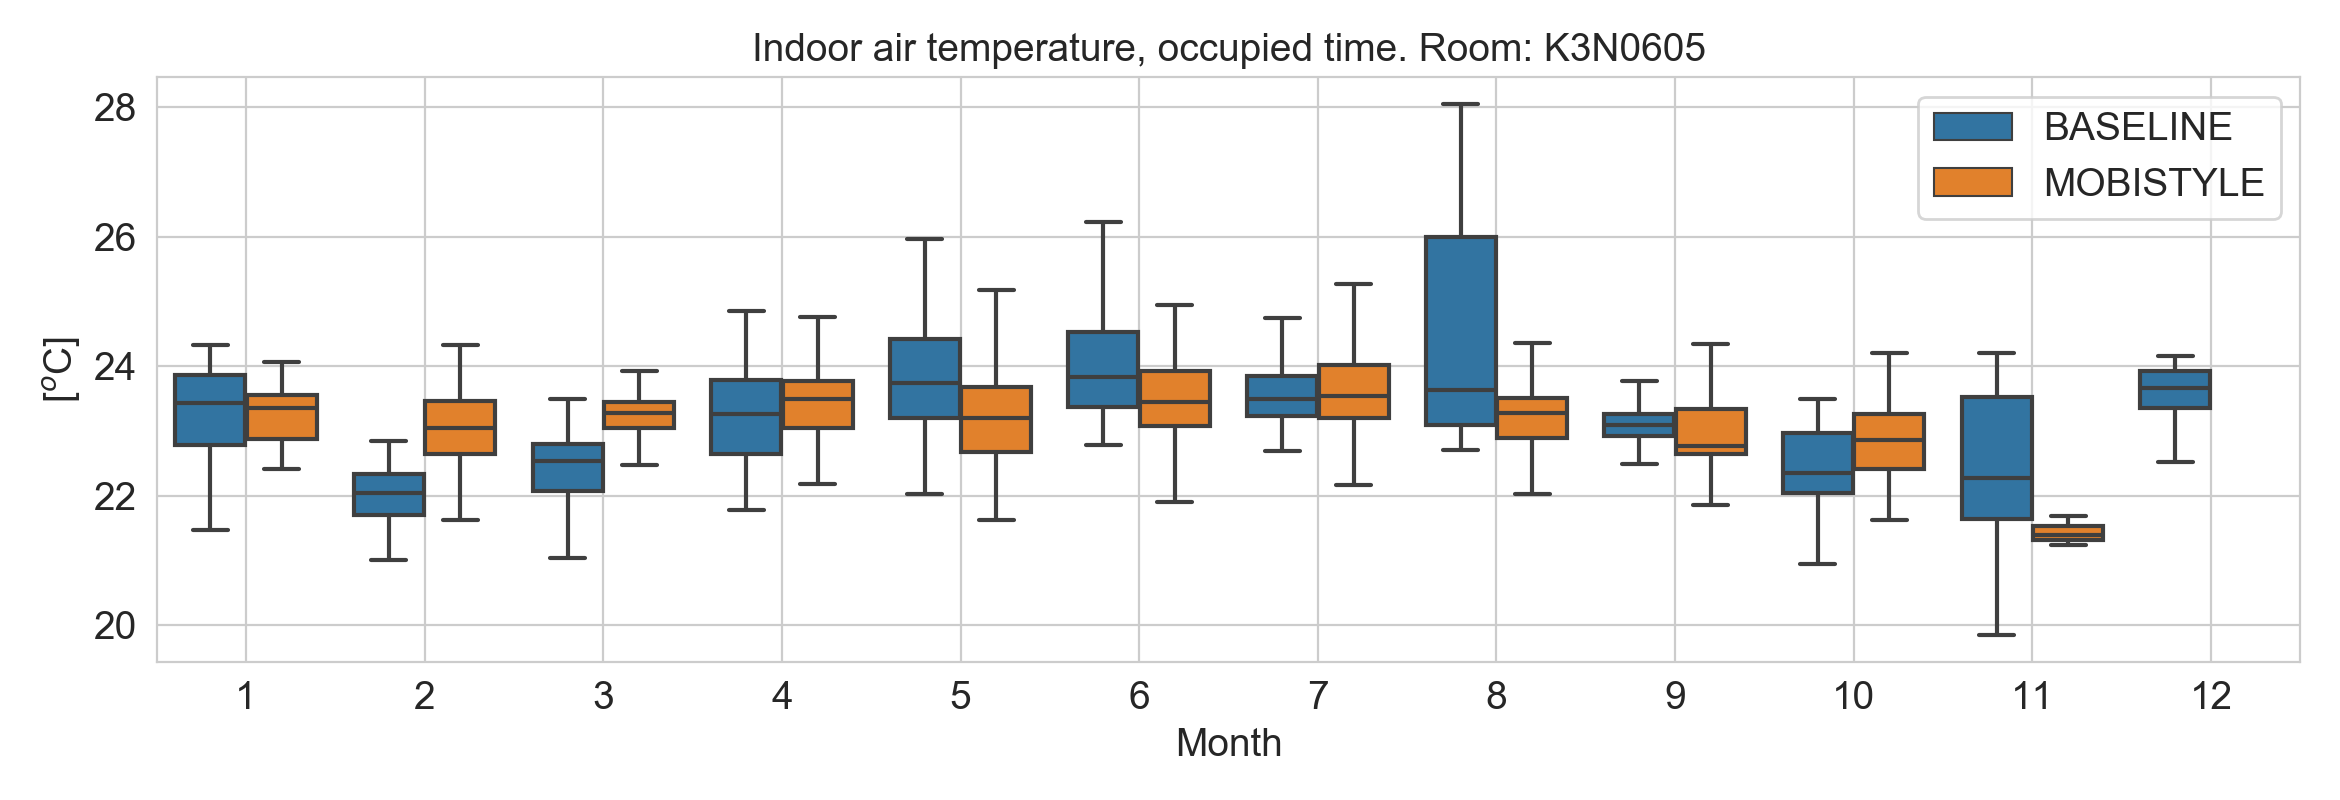 Indoor air temperature, occupied time. Room: K3N0605
28
26
24
22
20
[°C]
BASELINE
MOBISTYLE
1 2 3 4 5 6 7 8 9 10 11 12
Month